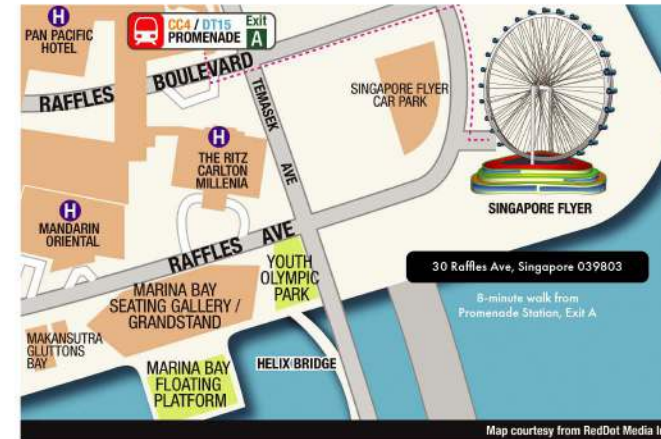 H
PAN PACIFIC
HOTEL
CC4 / DT15
PROMENADE
Exit
A
RAFFLES BOULEVARD
TEMASEK
AVE
SINGAPORE FLYER
CAR PARK
H
THE RITZ
CARLTON
MILLENIA
H
MANDARIN
ORIENTAL
SINGAPORE FLYER
RAFFLES AVE
YOUTH
OLYMPIC
PARK
30 Raffles Ave, Singapore 039803
8-minute walk from
Promenade Station, Exit A
MARINA BAY
SEATING GALLERY /
GRANDSTAND
MAKANSUTRA
GLUTTONS
BAY
HELIX BRIDGE
MARINA BAY
FLOATING
PLATFORM
Map courtesy from RedDot Media In